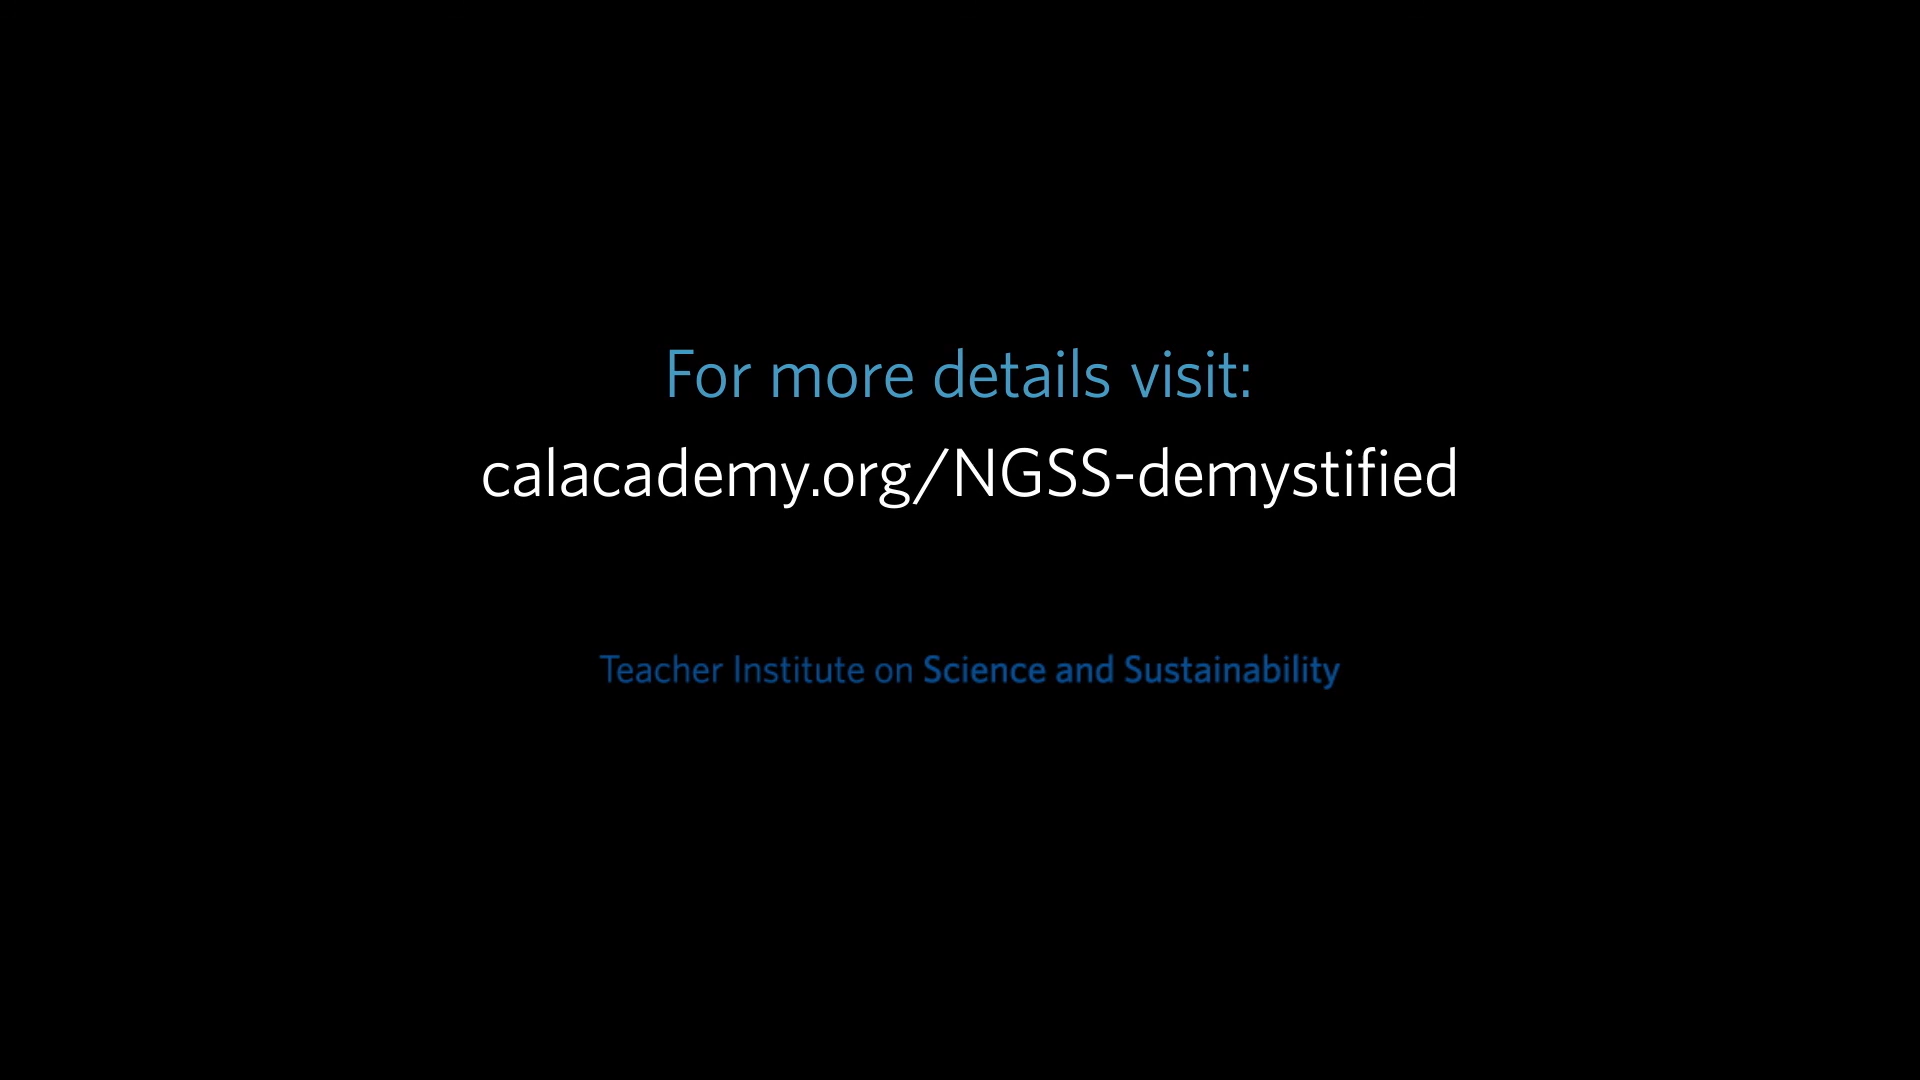 For more details visit:
calacademy.org/NGSS-demystified
Teacher Institute on Science and Sustainability